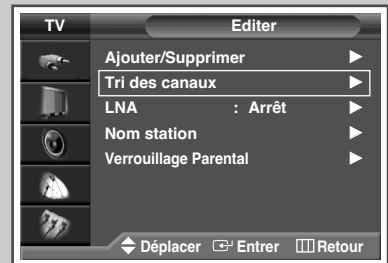 TV Editer
Ajouter/Supprimer
Tri des canaux
LNA : Arrêt
Nom station
Verrouillage Parental
Déplacer Entrer Retour